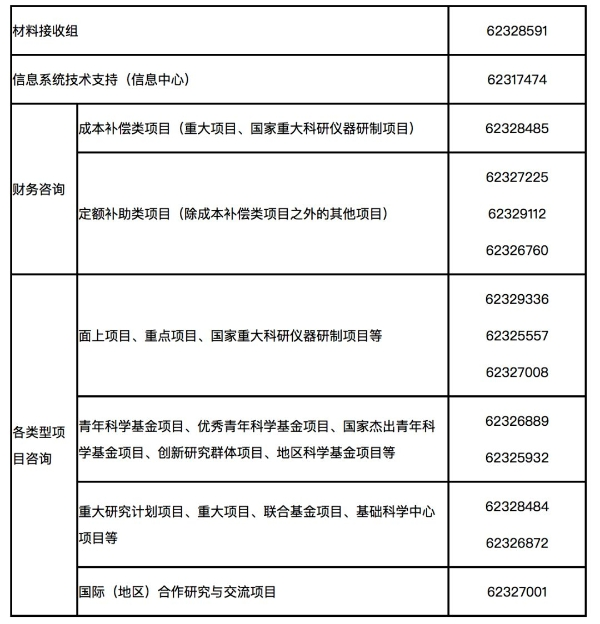 材料接收组
62328591
信息系统技术支持（信息中心）
62317474
财务咨询
成本补偿类项目（重大项目、国家重大科研仪器研制项目）
62328485
定额补助类项目（除成本补偿类项目之外的其他项目）
62327225
62329112
62326760
各类型项
目咨询
面上项目、重点项目、国家重大科研仪器研制项目等
62329336
62325557
62327008
青年科学基金项目、优秀青年科学基金项目、国家杰出青年科
学基金项目、创新研究群体项目、地区科学基金项目等
62326889
62325932
重大研究计划项目、重大项目、联合基金项目、基础科学中心
项目等
62328484
62326872
国际（地区）合作研究与交流项目
62327001